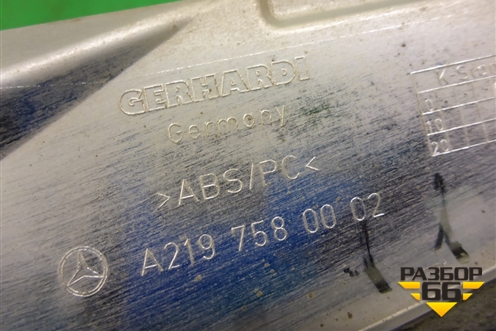 GERHARDI
Germany
>ABS/PC<
A219 758 00 02
РАЗБОР
66